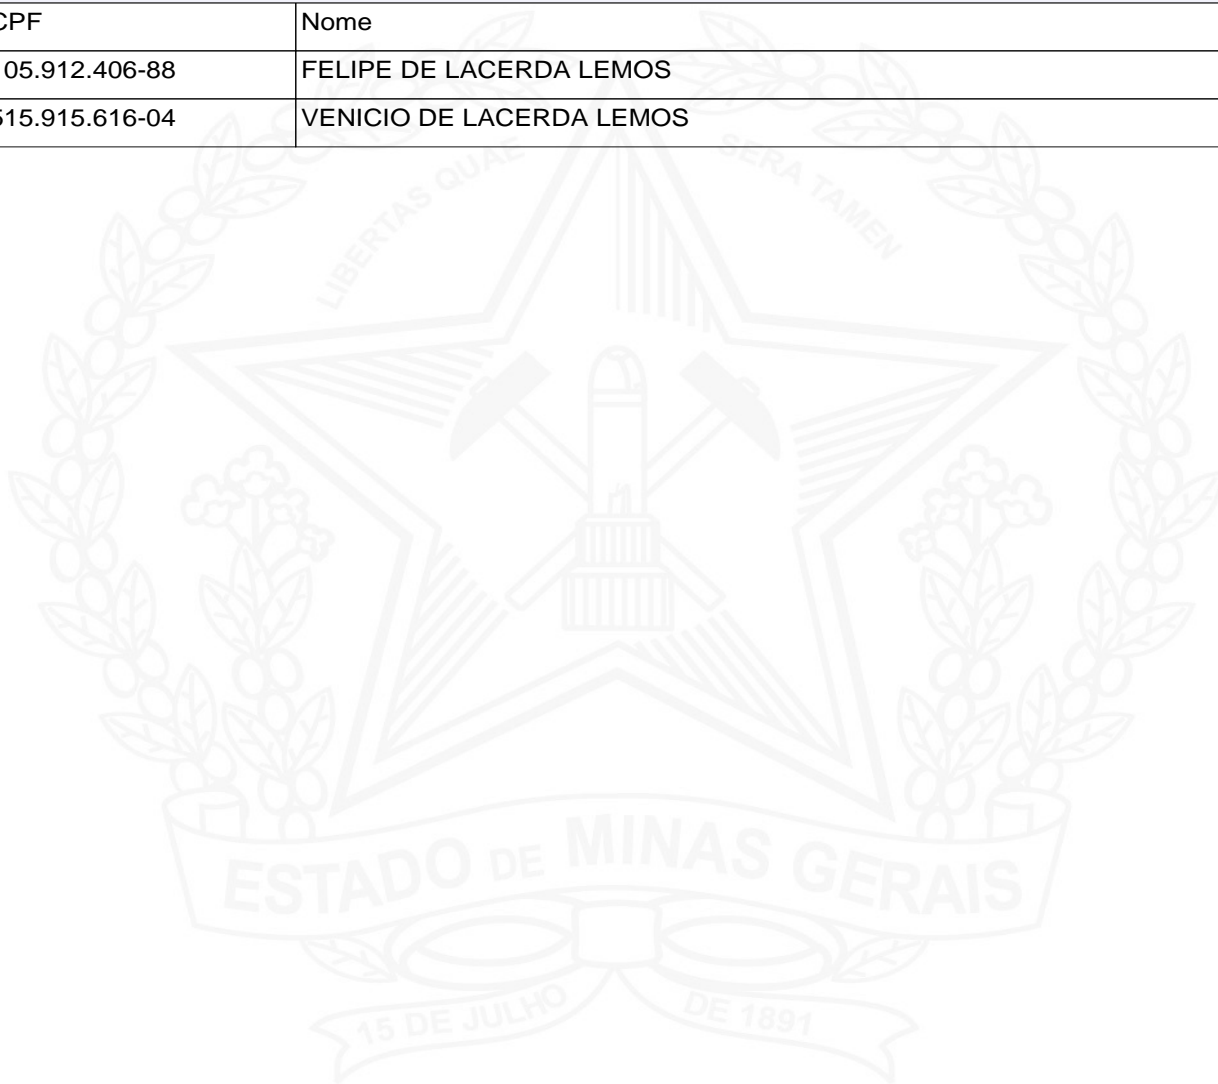 CPF Nome
05.912.406-88 FELIPE DE LACERDA LEMOS
515.915.616-04 VENICIO DE LACERDA LEMOS
LIBERTAS QUAE SERA TAMEN
ESTADO DE MINAS GERAIS
15 DE JULHO DE 1891